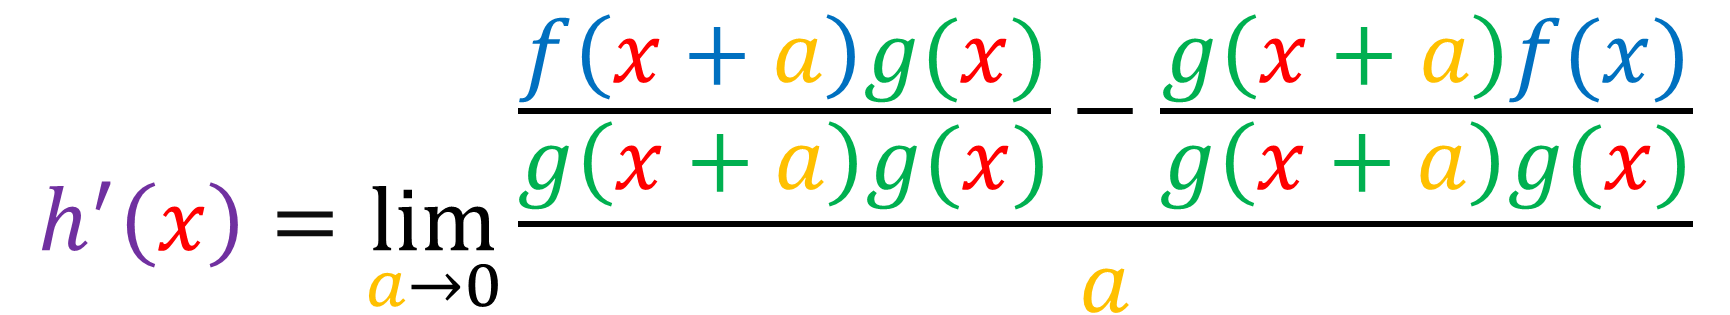 f(x + a)g(x) − g(x + a)f(x)
g(x + a)g(x) g(x + a)g(x)
h′(x) = lim
a→0 a